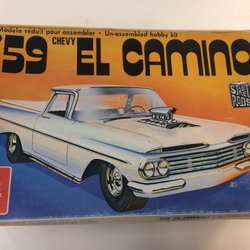 Modèle réduit pour assembler • Un-assembled hobby kit
'59 CHEVY EL CAMINO